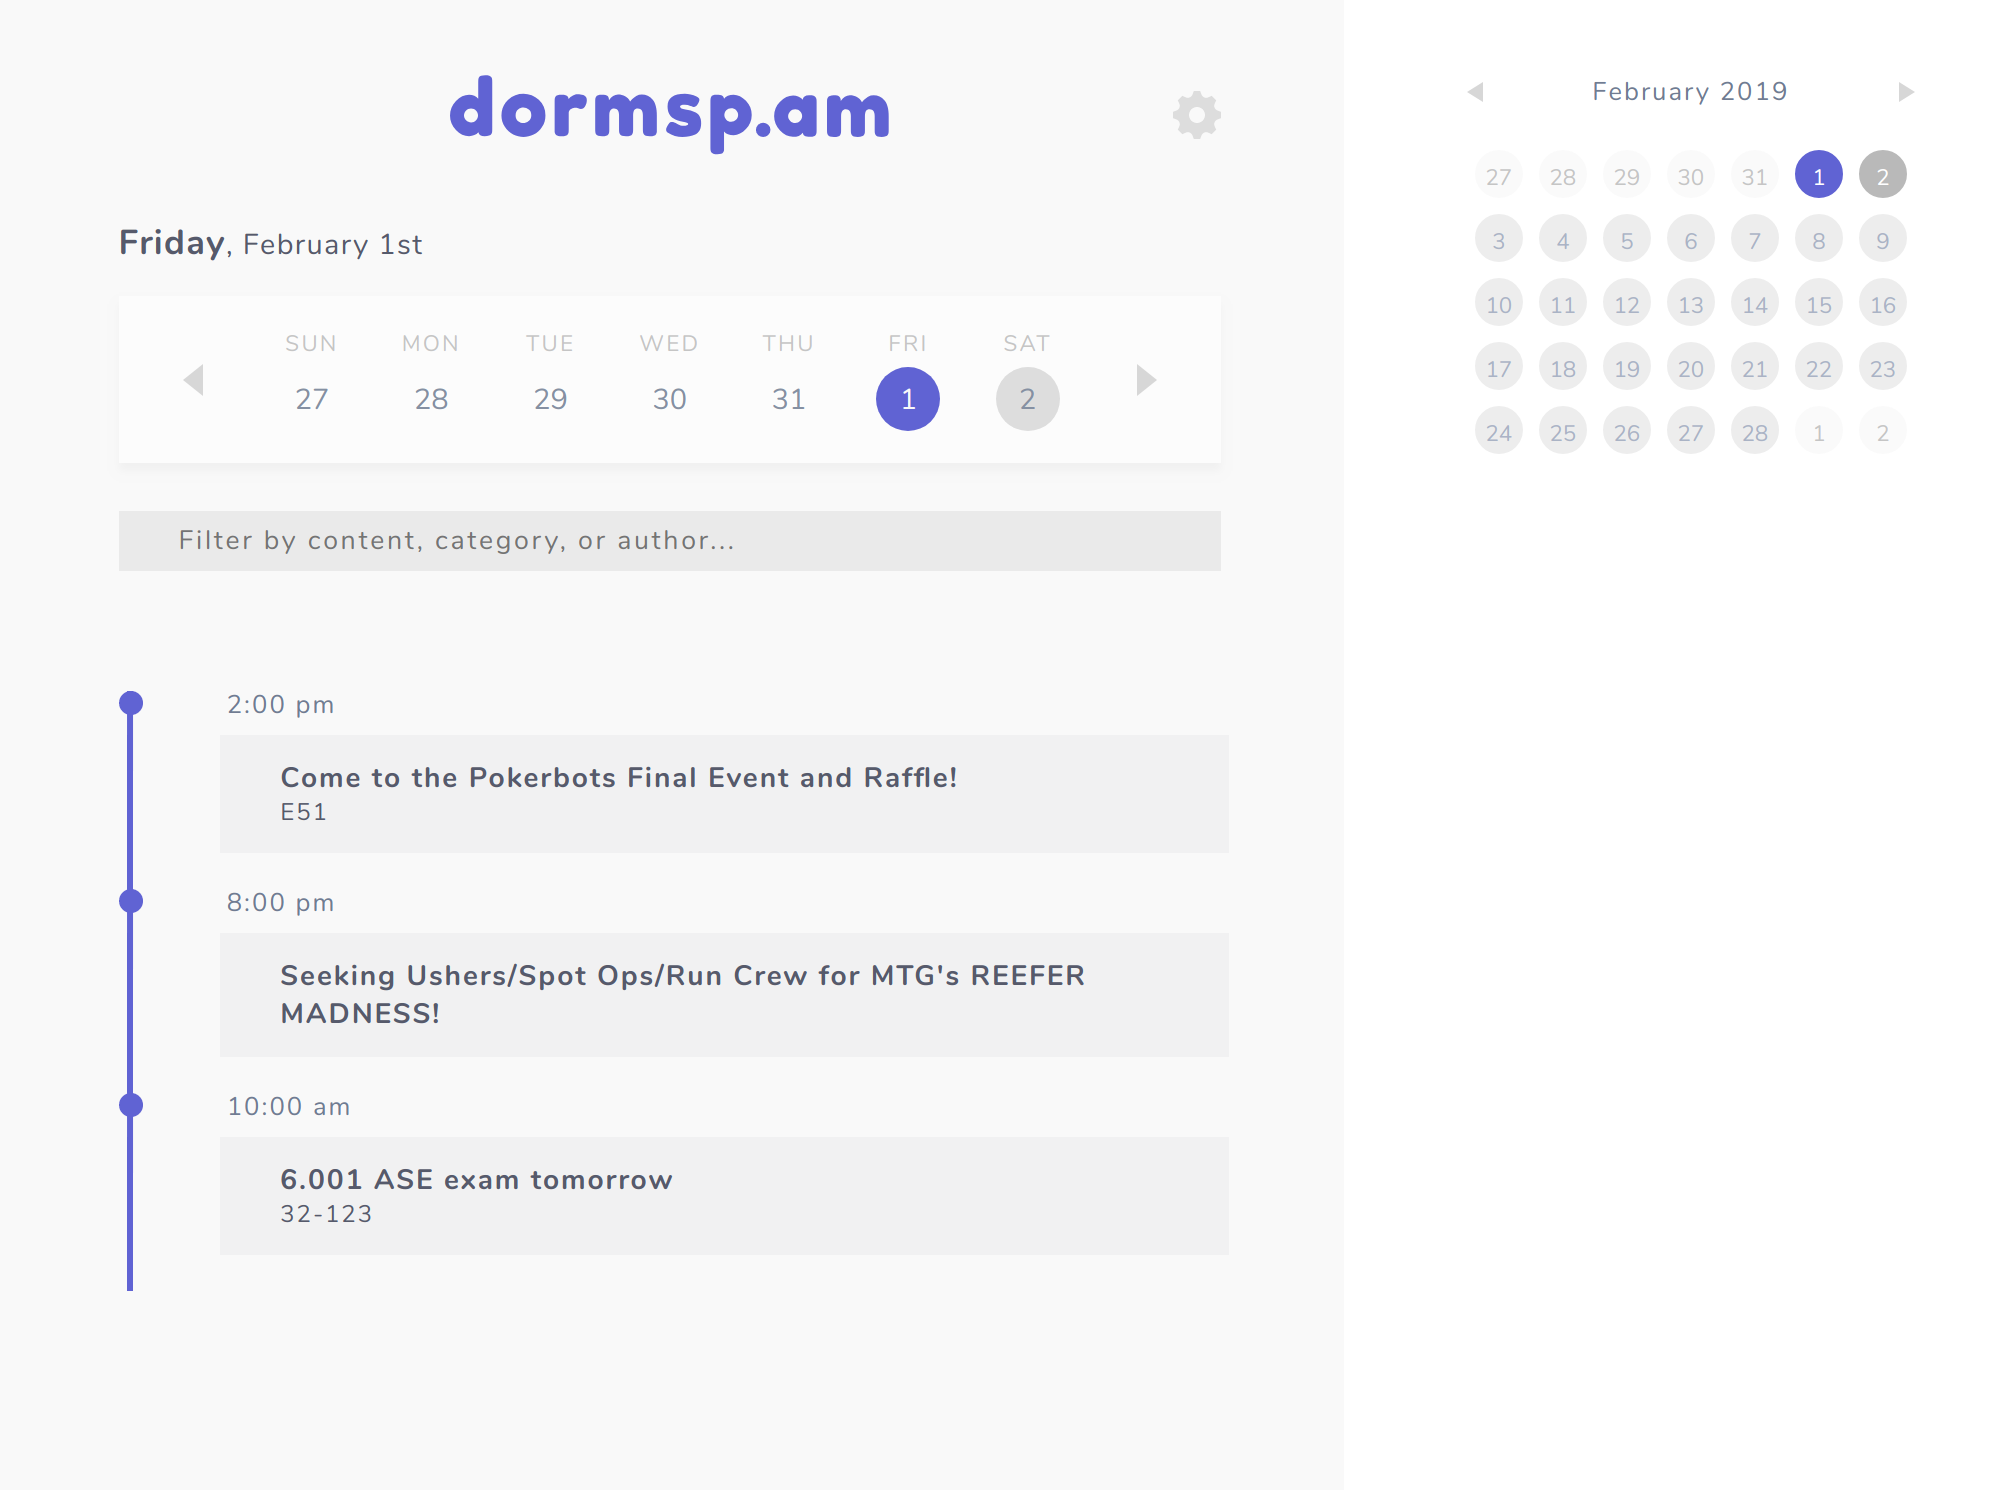 dormsp.am
Friday, February 1st
SUN MON TUE WED THU FRI SAT
27 28 29 30 31 1 2
Filter by content, category, or author...
2:00 pm
Come to the Pokerbots Final Event and Raffle!
E51
8:00 pm
Seeking Ushers/Spot Ops/Run Crew for MTG's REEFER
MADNESS!
10:00 am
6.001 ASE exam tomorrow
32-123
February 2019
27 28 29 30 31 1 2
3 4 5 6 7 8 9
10 11 12 13 14 15 16
17 18 19 20 21 22 23
24 25 26 27 28 1 2